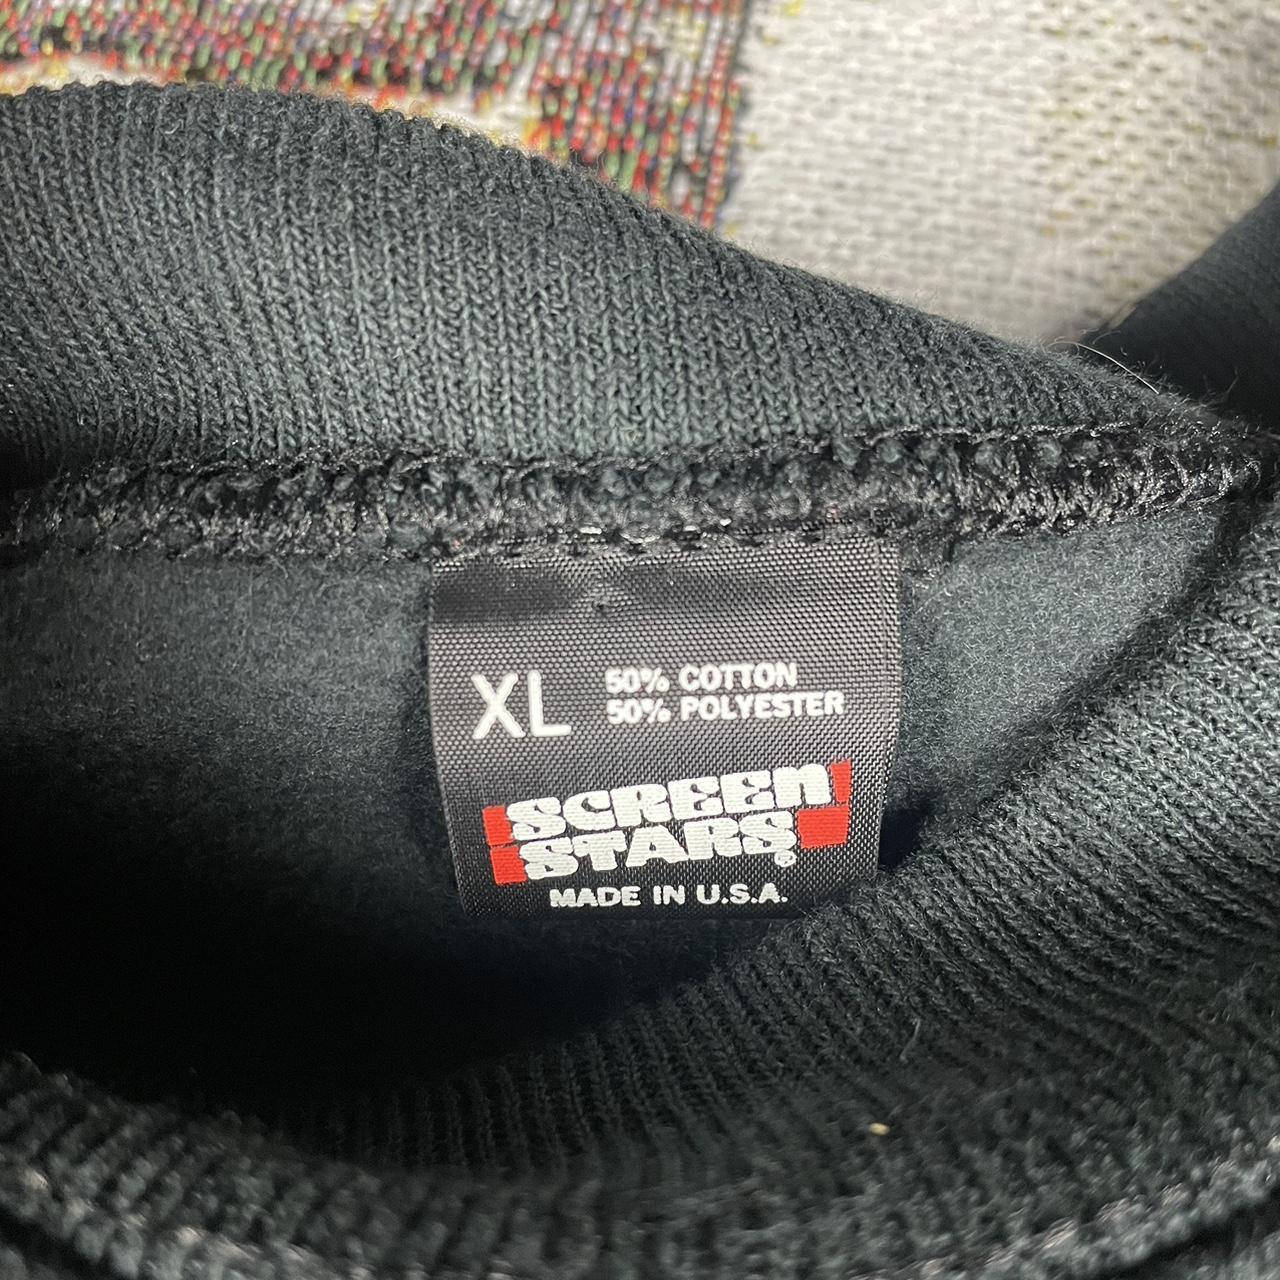 XL
50% COTTON
50% POLYESTER
SCREEn
STARS®
MADE IN U.S.A.